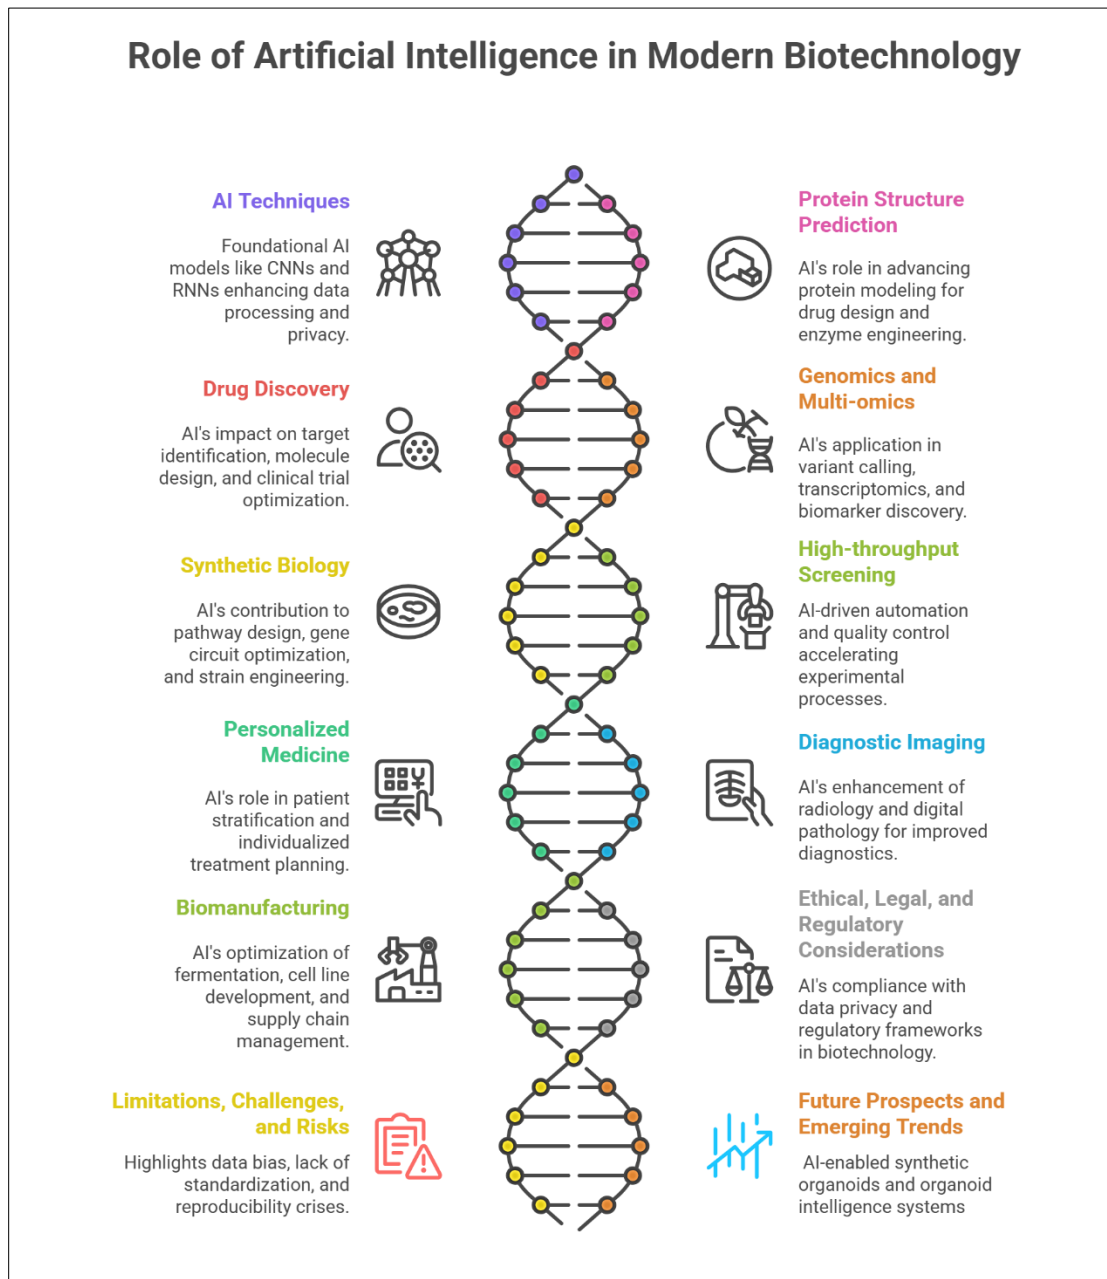 Role of Artificial Intelligence in Modern Biotechnology
AI Techniques
Foundational AI
models like CNNs and
RNNs enhancing data
processing and
privacy.
Protein Structure
Prediction
AI's role in advancing
protein modeling for
drug design and
enzyme engineering.
Drug Discovery
AI's impact on target
identification, molecule
design, and clinical trial
optimization.
Genomics and
Multi-omics
AI's application in
variant calling,
transcriptomics, and
biomarker discovery.
Synthetic Biology
AI's contribution to
pathway design, gene
circuit optimization,
and strain engineering.
High-throughput
Screening
AI-driven automation
and quality control
accelerating
experimental
processes.
Personalized
Medicine
AI's role in patient
stratification and
individualized
treatment planning.
Diagnostic Imaging
AI's enhancement of
radiology and digital
pathology for improved
diagnostics.
Biomanufacturing
AI's optimization of
fermentation, cell line
development, and
supply chain
management.
Ethical, Legal, and
Regulatory
Considerations
AI's compliance with
data privacy and
regulatory frameworks
in biotechnology.
Limitations, Challenges,
and Risks
Highlights data bias, lack of
standardization, and
reproducibility crises.
Future Prospects and
Emerging Trends
AI-enabled synthetic
organoids and organoid
intelligence systems